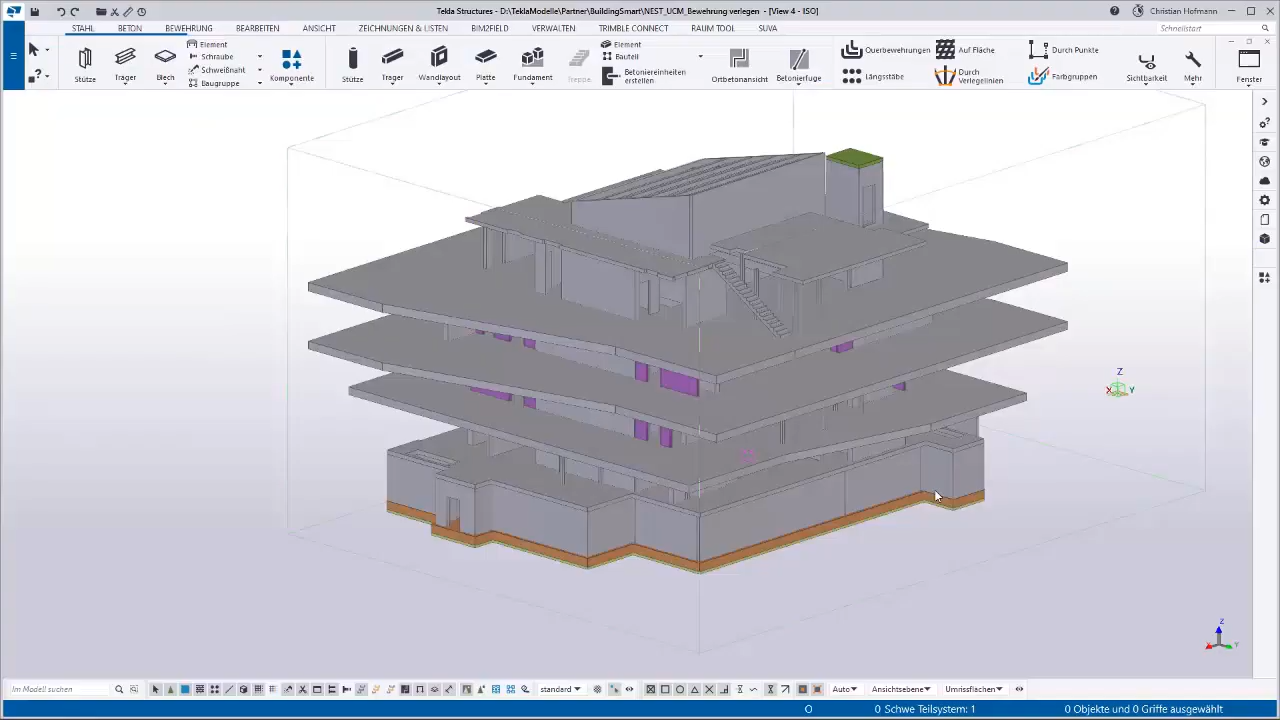 Tekla Structures - D:\TeklaModelle\Partner\BuildingSmart\NEST_UCM_Bewehrung verlegen - [View 4 - ISO]
Christian Hofmann
STAHL BETON BEWEHRUNG BEARBEITEN ANSICHT ZEICHNUNGEN & LISTEN BIMZIEFIX VERWALTEN TRIMBLE CONNECT RAUM TOOL SUVA
Schnellstart
Stütze
Träger
Blech
Element
Schraube
Schweißnaht
Baugruppe
Komponente
Stütze
Träger
Wandlayout
Platte
Fundament
Treppe
Element
Bauteil
Betoniereinheiten
erstellen
Ortbetonansicht
Betonierfuge
Querbewehrungen
Längsstäbe
Auf Fläche
Durch
Verlegelinien
Durch Punkte
Farbgruppen
Sichtbarkeit
Mehr
Fenster
Z
X Y
Z
X Y
Im Modell suchen
standard
Auto
Ansichtsebene
Umrissflächen
O 0 Schwe Teilsystem: 1 0 Objekte und 0 Griffe ausgewählt